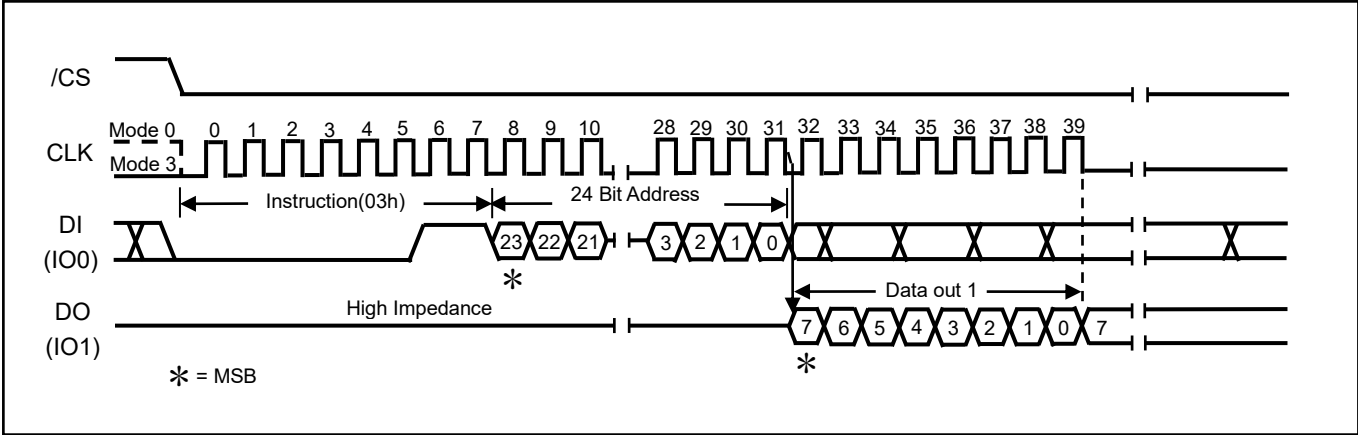 /CS
Mode 0
0 1 2 3 4 5 6 7 8 9 10 28 29 30 31 32 33 34 35 36 37 38 39
CLK
Mode 3
Instruction(03h) 24 Bit Address
DI
(IO0)
23 22 21 3 2 1 0
*
Data out 1
DO
(IO1)
High Impedance
7 6 5 4 3 2 1 0 7
*
* = MSB